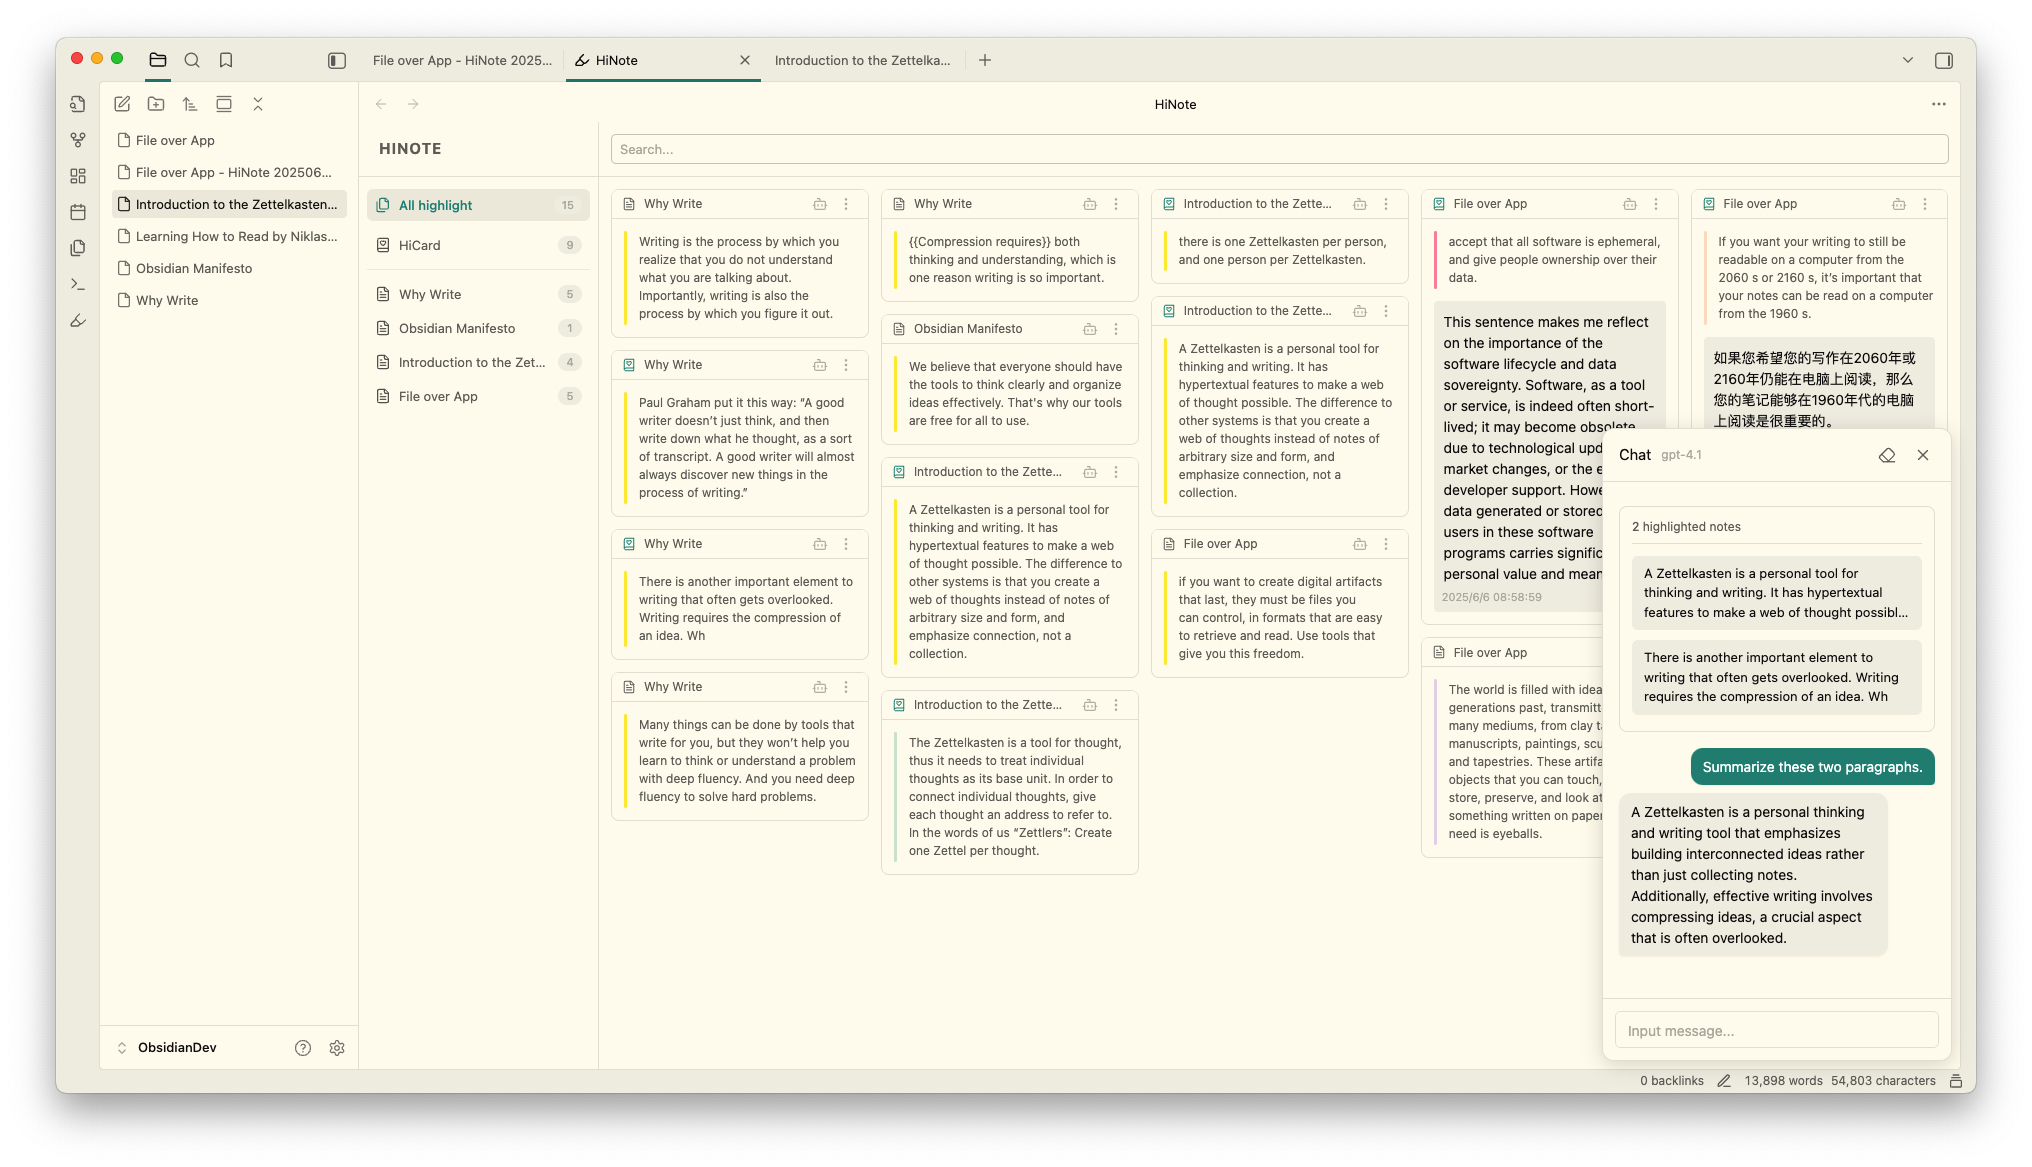 File over App - HiNote 2025...
HiNote
Introduction to the Zettelka...
File over App
File over App - HiNote 202506...
Introduction to the Zettelkasten...
Learning How to Read by Niklas...
Obsidian Manifesto
Why Write
ObsidianDev
HiNote
HINOTE
Search...
All highlight 15
HiCard 9
Why Write 5
Obsidian Manifesto 1
Introduction to the Zet... 4
File over App 5
Why Write
Writing is the process by which you
realize that you do not understand
what you are talking about.
Importantly, writing is also the
process by which you figure it out.
Why Write
Paul Graham put it this way: “A good
writer doesn’t just think, and then
write down what he thought, as a sort
of transcript. A good writer will almost
always discover new things in the
process of writing.”
Why Write
There is another important element to
writing that often gets overlooked.
Writing requires the compression of
an idea. Wh
Why Write
Many things can be done by tools that
write for you, but they won’t help you
learn to think or understand a problem
with deep fluency. And you need deep
fluency to solve hard problems.
Why Write
{{Compression requires}} both
thinking and understanding, which is
one reason writing is so important.
Obsidian Manifesto
We believe that everyone should have
the tools to think clearly and organize
ideas effectively. That's why our tools
are free for all to use.
Introduction to the Zette...
A Zettelkasten is a personal tool for
thinking and writing. It has
hypertextual features to make a web
of thought possible. The difference to
other systems is that you create a
web of thoughts instead of notes of
arbitrary size and form, and
emphasize connection, not a
collection.
Introduction to the Zette...
The Zettelkasten is a tool for thought,
thus it needs to treat individual
thoughts as its base unit. In order to
connect individual thoughts, give
each thought an address to refer to.
In the words of us “Zettlers”: Create
one Zettel per thought.
Introduction to the Zette...
there is one Zettelkasten per person,
and one person per Zettelkasten.
Introduction to the Zette...
A Zettelkasten is a personal tool for
thinking and writing. It has
hypertextual features to make a web
of thought possible. The difference to
other systems is that you create a
web of thoughts instead of notes of
arbitrary size and form, and
emphasize connection, not a
collection.
File over App
if you want to create digital artifacts
that last, they must be files you
can control, in formats that are easy
to retrieve and read. Use tools that
give you this freedom.
File over App
accept that all software is ephemeral,
and give people ownership over their
data.
This sentence makes me reflect
on the importance of the
software lifecycle and data
sovereignty. Software, as a tool
or service, is indeed often short-
lived; it may become obsolete
due to technological upd
market changes, or the e
developer support. Howe
data generated or stored
users in these software
programs carries signific
personal value and mean
2025/6/6 08:58:59
File over App
The world is filled with idea
generations past, transmitt
many mediums, from clay ta
manuscripts, paintings, scu
and tapestries. These artifa
objects that you can touch,
store, preserve, and look at
something written on paper
need is eyeballs.
File over App
If you want your writing to still be
readable on a computer from the
2060 s or 2160 s, it’s important that
your notes can be read on a computer
from the 1960 s.
如果您希望您的写作在2060年或
2160年仍能在电脑上阅读，那么
您的笔记能够在1960年代的电脑
上阅读是很重要的。
Chat gpt-4.1
2 highlighted notes
A Zettelkasten is a personal tool for
thinking and writing. It has hypertextual
features to make a web of thought possibl...
There is another important element to
writing that often gets overlooked. Writing
requires the compression of an idea. Wh
Summarize these two paragraphs.
A Zettelkasten is a personal thinking
and writing tool that emphasizes
building interconnected ideas rather
than just collecting notes.
Additionally, effective writing involves
compressing ideas, a crucial aspect
that is often overlooked.
Input message...
0 backlinks 13,898 words 54,803 characters